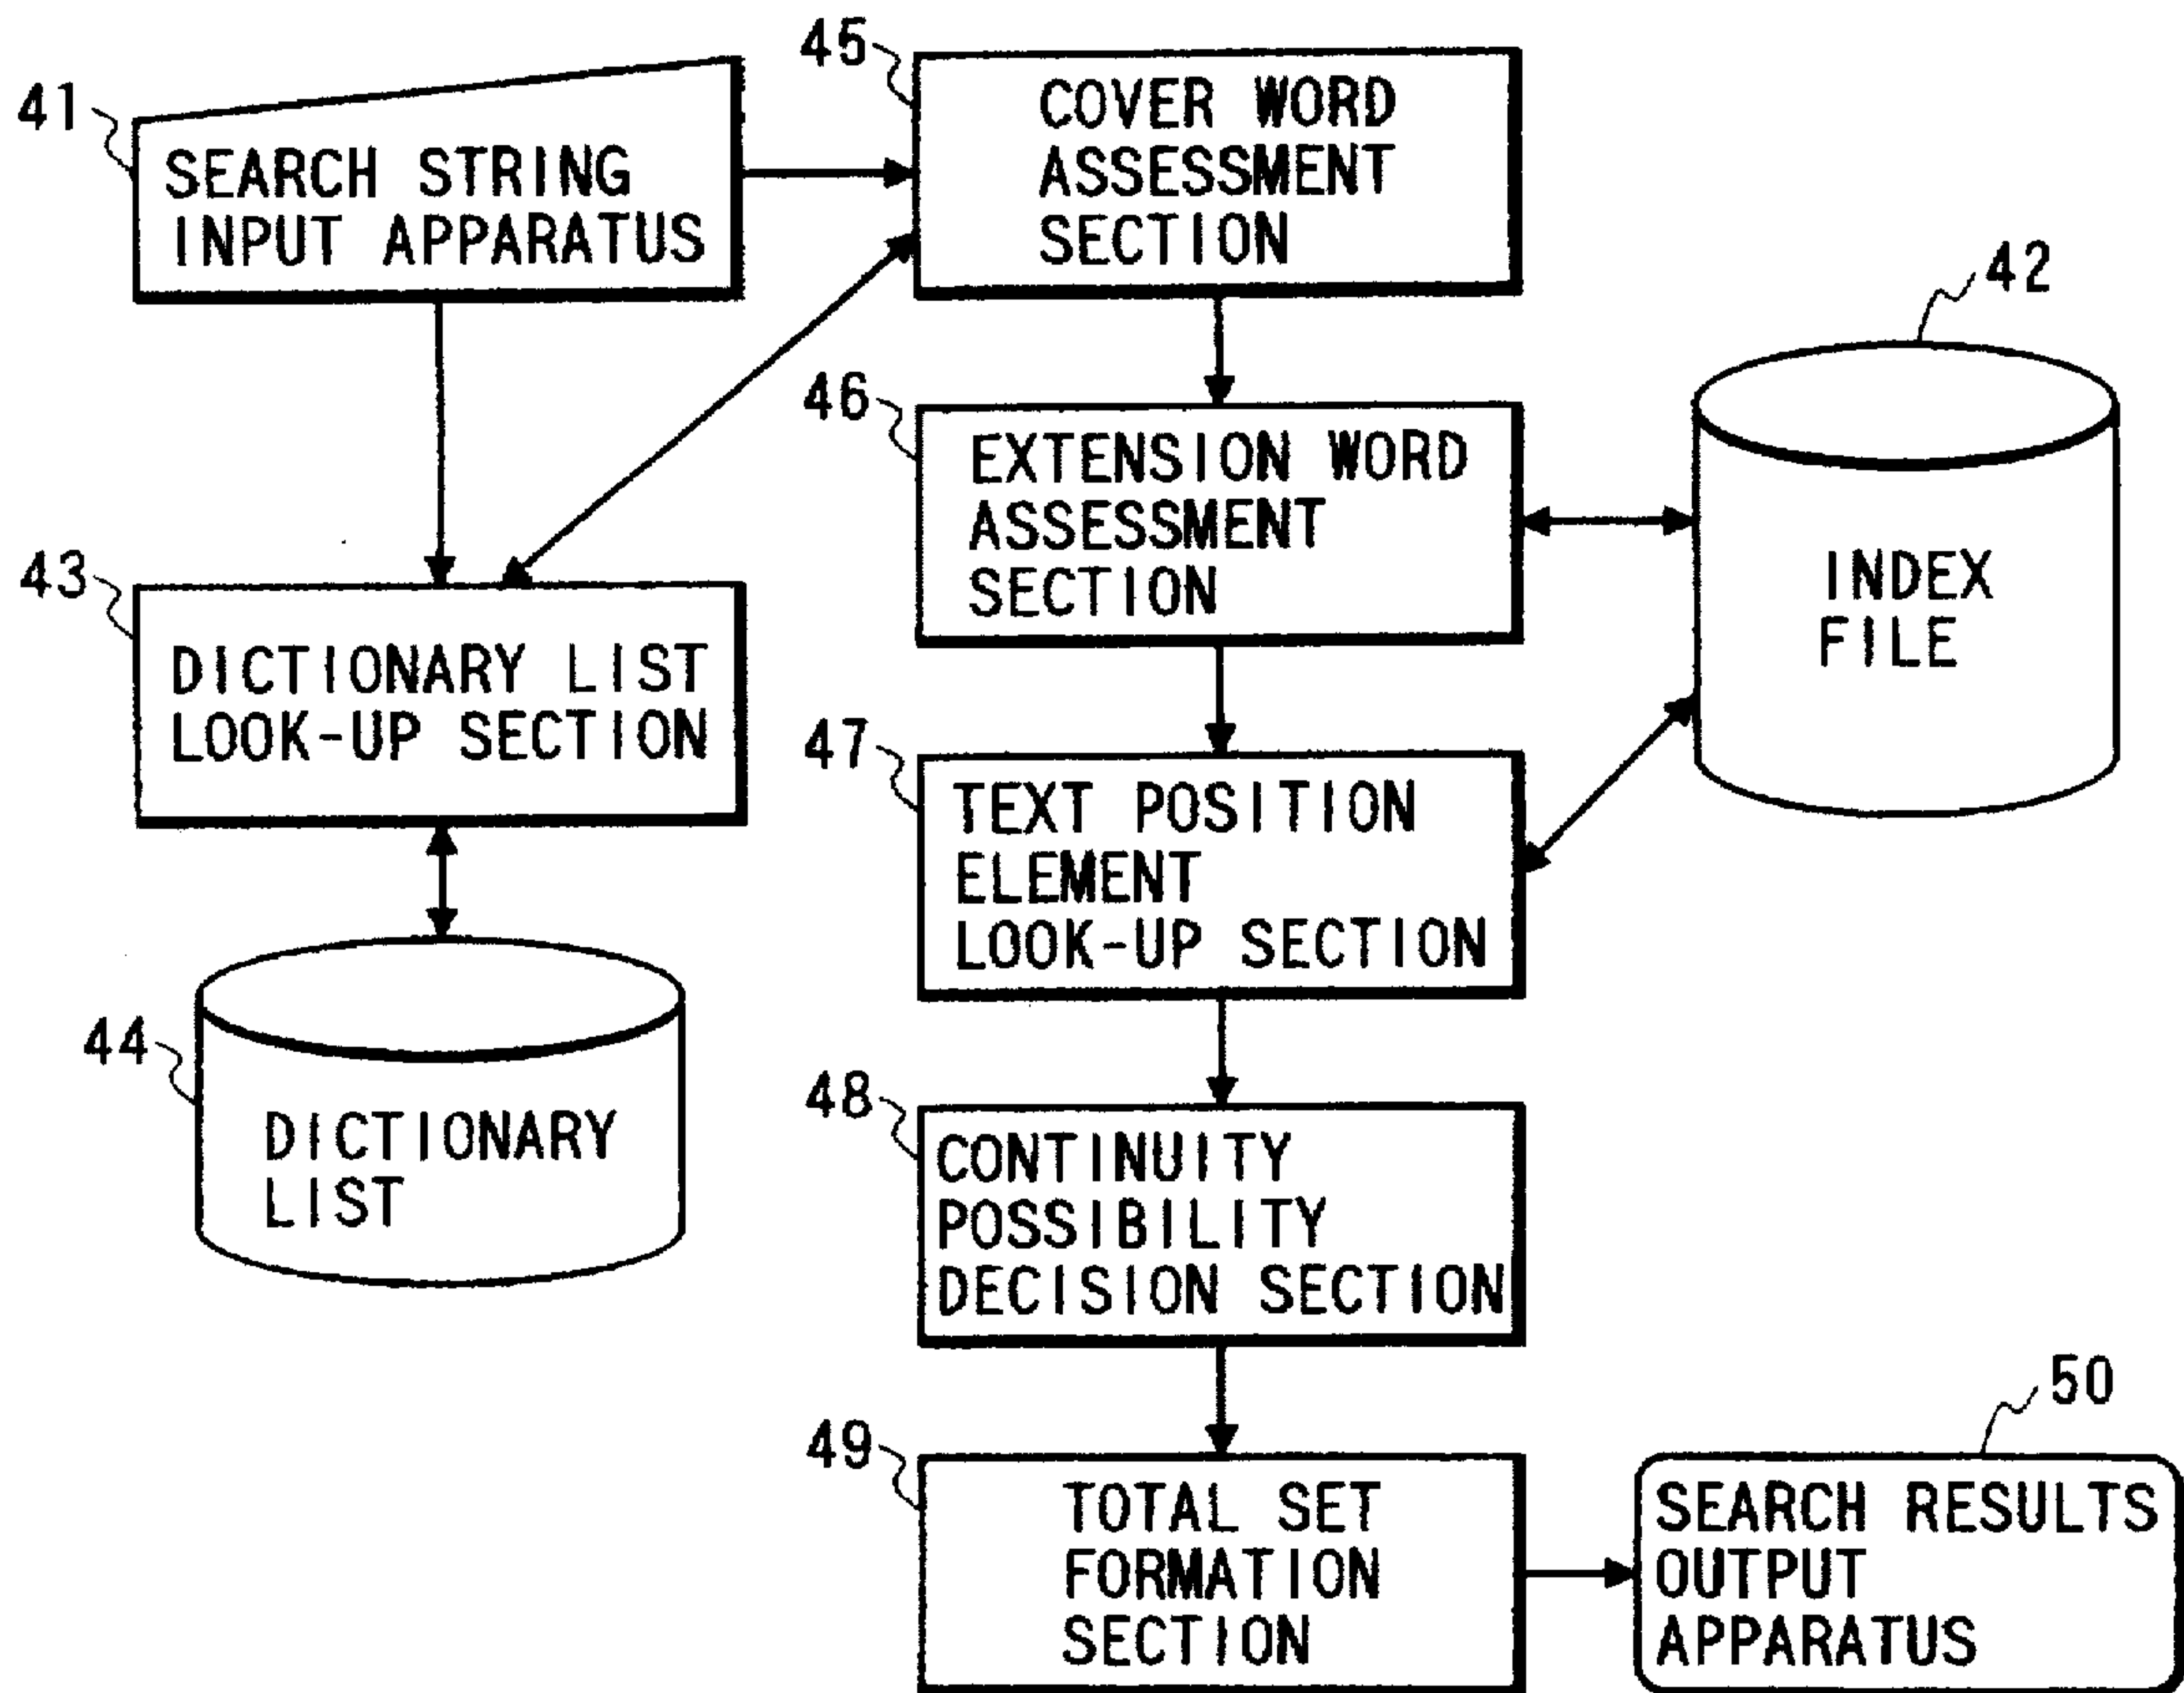 41
SEARCH STRING
INPUT APPARATUS
45
COVER WORD
ASSESSMENT
SECTION
42
INDEX
FILE
46
EXTENSION WORD
ASSESSMENT
SECTION
43
DICTIONARY LIST
LOOK-UP SECTION
47
TEXT POSITION
ELEMENT
LOOK-UP SECTION
44
DICTIONARY
LIST
48
CONTINUITY
POSSIBILITY
DECISION SECTION
49
TOTAL SET
FORMATION
SECTION
50
SEARCH RESULTS
OUTPUT
APPARATUS